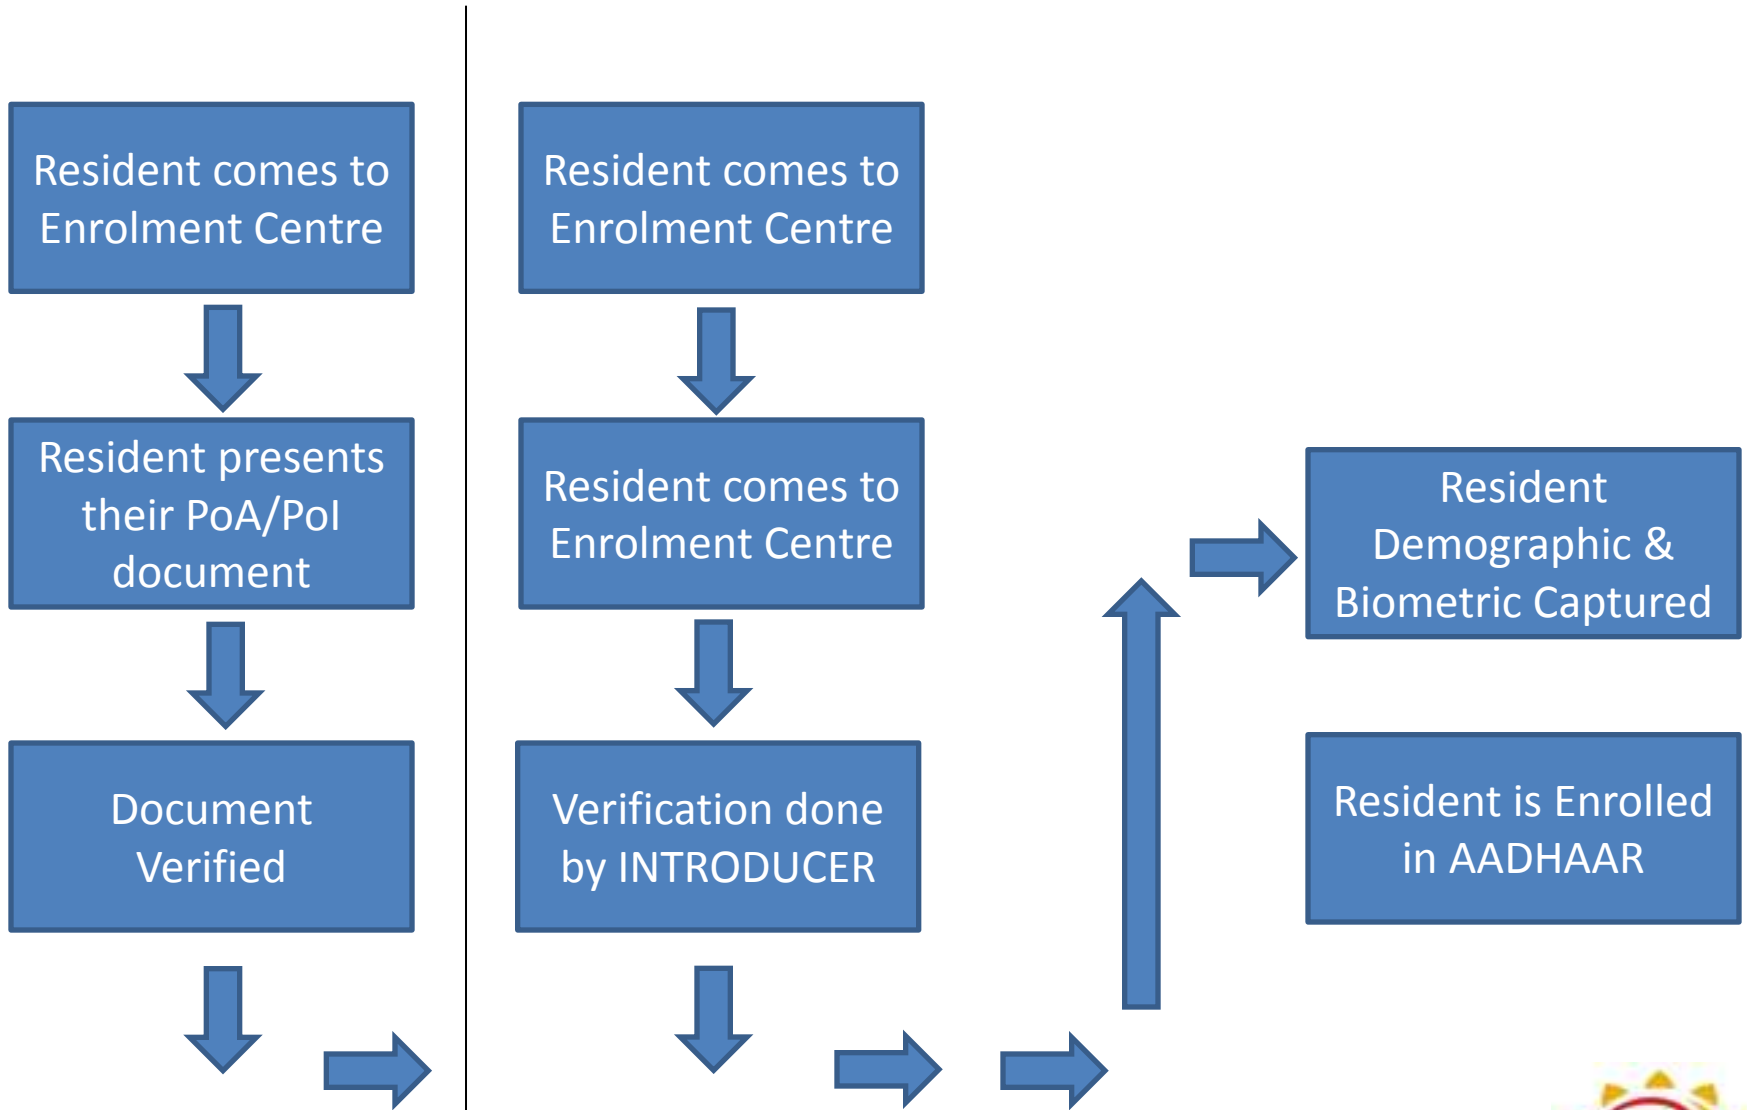 Resident comes to
Enrolment Centre
Resident presents
their PoA/PoI
document
Document
Verified
Resident comes to
Enrolment Centre
Resident comes to
Enrolment Centre
Verification done
by INTRODUCER
Resident
Demographic &
Biometric Captured
Resident is Enrolled
in AADHAAR